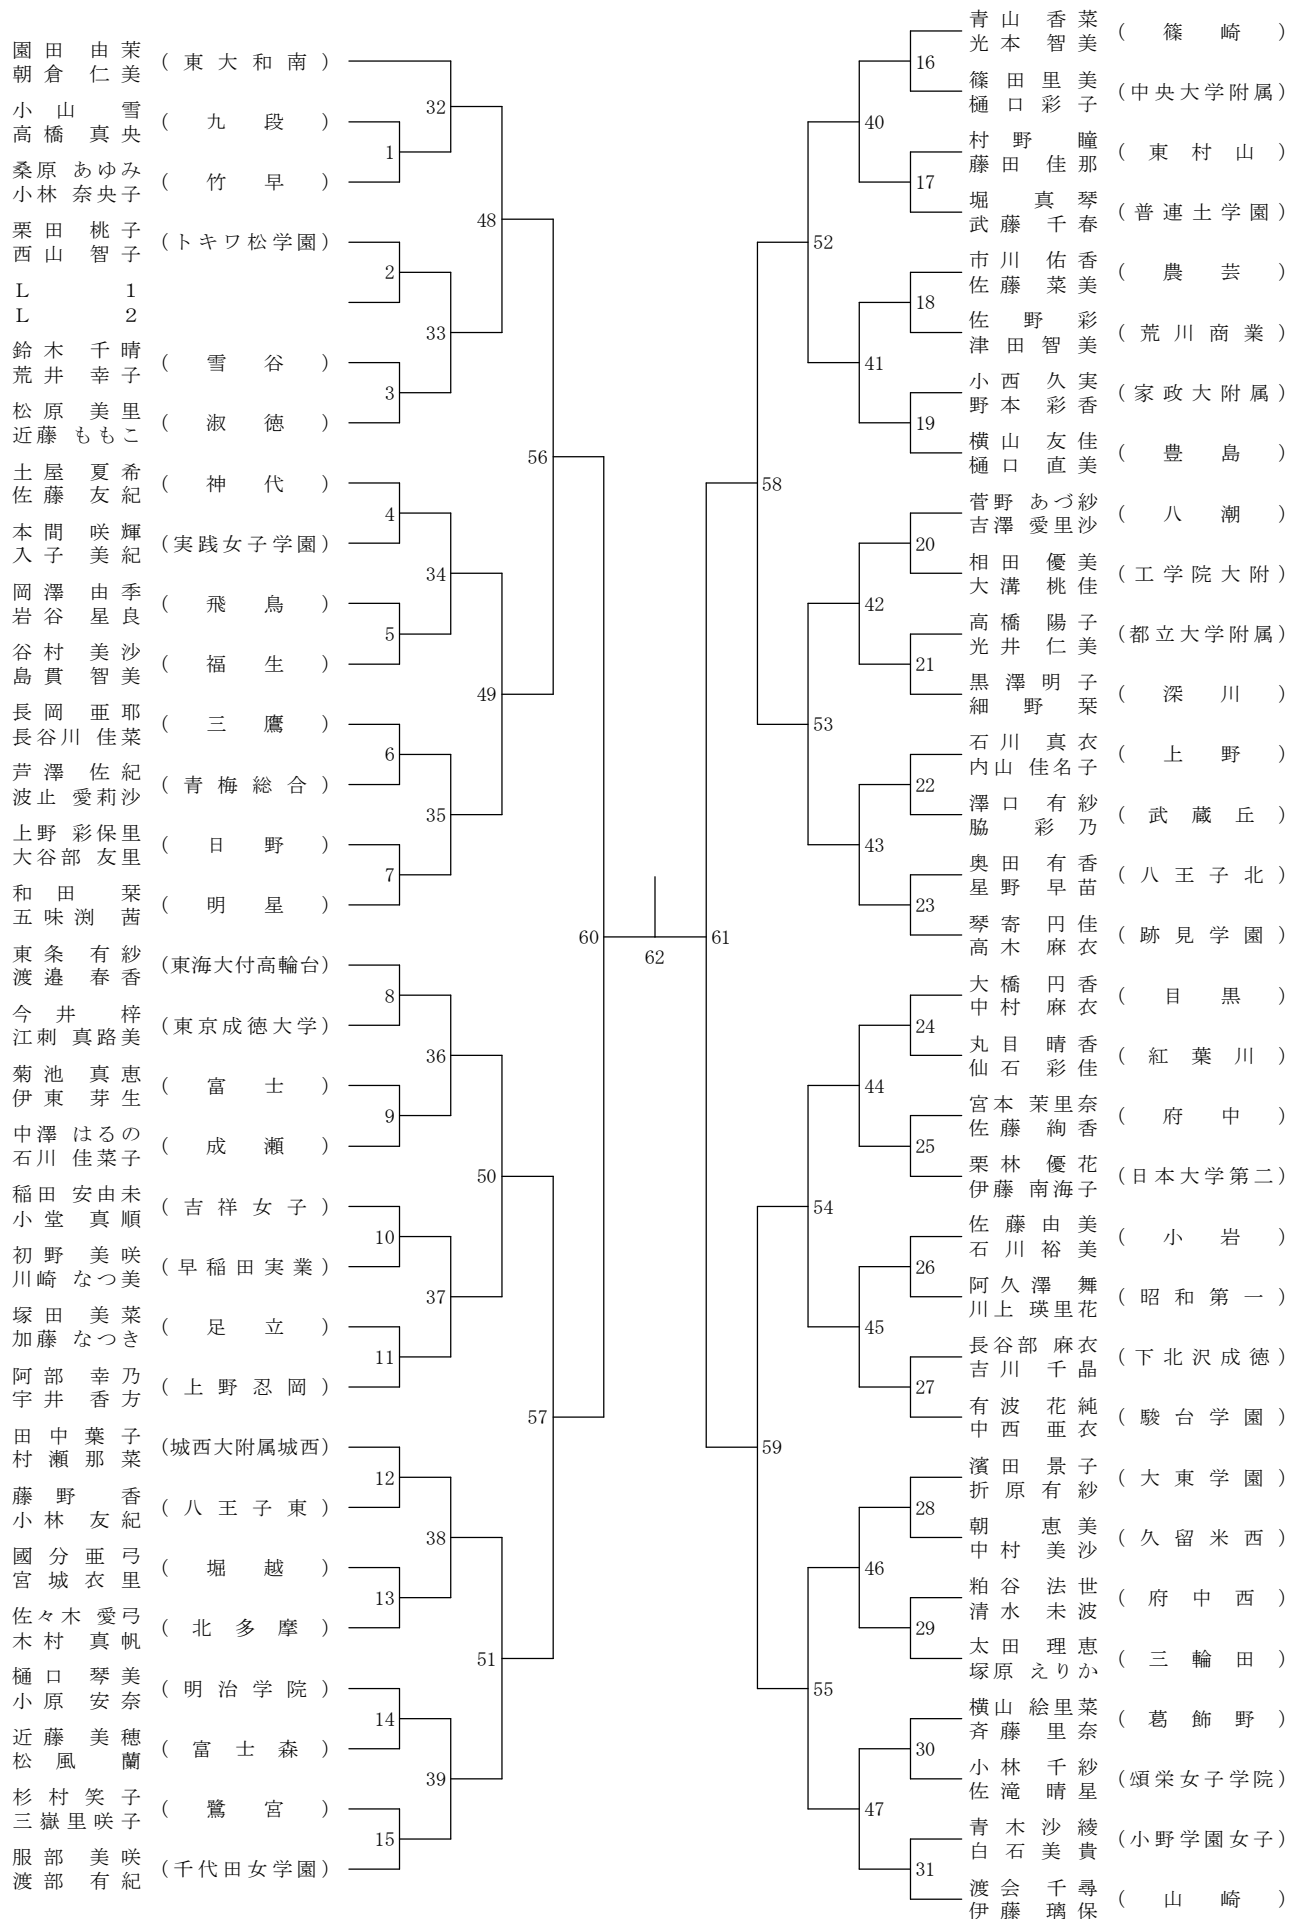 園田 由茉
朝倉 仁美
(東大和南)
小山 雪
高橋 真央
(九段)
桑原 あゆみ
小林 奈央子
(竹早)
栗田 桃子
西山 智子
(トキワ松学園)
L 1
L 2
鈴木 千晴
荒井 幸子
(雪谷)
松原 美里
近藤 ももこ
(淑徳)
土屋 夏希
佐藤 友紀
(神代)
本間 咲輝
入子 美紀
(実践女子学園)
岡澤 由季
岩谷 星良
(飛鳥)
谷村 美沙
島貫 智美
(福生)
長岡 亜耶
長谷川 佳菜
(三鷹)
芦澤 佐紀
波止 愛莉沙
(青梅総合)
上野 彩保里
大谷部 友里
(日野)
和田 栞
五味渕 茜
(明星)
東条 有紗
渡邉 春香
(東海大付高輪台)
今井 梓
江刺 真路美
(東京成徳大学)
菊池 真恵
伊東 芽生
(富士)
中澤 はるの
石川 佳菜子
(成瀬)
稲田 安由未
小堂 真順
(吉祥女子)
初野 美咲
川崎 なつ美
(早稲田実業)
塚田 美菜
加藤 なつき
(足立)
阿部 幸乃
宇井 香方
(上野忍岡)
田中葉子
村瀬那菜
(城西大附属城西)
藤野 香
小林 友紀
(八王子東)
國分亜弓
宮城衣里
(堀越)
佐々木 愛弓
木村 真帆
(北多摩)
樋口 琴美
小原 安奈
(明治学院)
近藤 美穂
松風 蘭
(富士森)
杉村笑子
三嶽里咲子
(鷺宮)
服部 美咲
渡部 有紀
(千代田女学園)
1
2
3
4
5
6
7
8
9
10
11
12
13
14
15
32
33
34
35
36
37
38
39
48
49
50
51
56
57
60
62
61
58
59
52
53
54
55
40
41
42
43
44
45
46
47
16
17
18
19
20
21
22
23
24
25
26
27
28
29
30
31
青山 香菜
光本 智美
(篠崎)
篠田里美
樋口彩子
(中央大学附属)
村野 瞳
藤田 佳那
(東村山)
堀 真琴
武藤 千春
(普連土学園)
市川 佑香
佐藤 菜美
(農芸)
佐野 彩
津田智美
(荒川商業)
小西 久実
野本 彩香
(家政大附属)
横山 友佳
樋口 直美
(豊島)
菅野 あづ紗
吉澤 愛里沙
(八潮)
相田 優美
大溝 桃佳
(工学院大附)
高橋 陽子
光井 仁美
(都立大学附属)
黒澤明子
細野 栞
(深川)
石川 真衣
内山 佳名子
(上野)
澤口 有紗
脇 彩乃
(武蔵丘)
奥田 有香
星野 早苗
(八王子北)
琴寄 円佳
高木 麻衣
(跡見学園)
大橋 円香
中村 麻衣
(目黒)
丸目 晴香
仙石 彩佳
(紅葉川)
宮本 茉里奈
佐藤 絢香
(府中)
栗林 優花
伊藤 南海子
(日本大学第二)
佐藤由美
石川裕美
(小岩)
阿久澤 舞
川上 瑛里花
(昭和第一)
長谷部 麻衣
吉川 千晶
(下北沢成徳)
有波 花純
中西 亜衣
(駿台学園)
濱田 景子
折原有紗
(大東学園)
朝 恵美
中村 美沙
(久留米西)
粕谷 法世
清水 未波
(府中西)
太田 理恵
塚原 えりか
(三輪田)
横山 絵里菜
斉藤 里奈
(葛飾野)
小林 千紗
佐滝 晴星
(頌栄女子学院)
青木沙綾
白石美貴
(小野学園女子)
渡会 千尋
伊藤 璃保
(山崎)